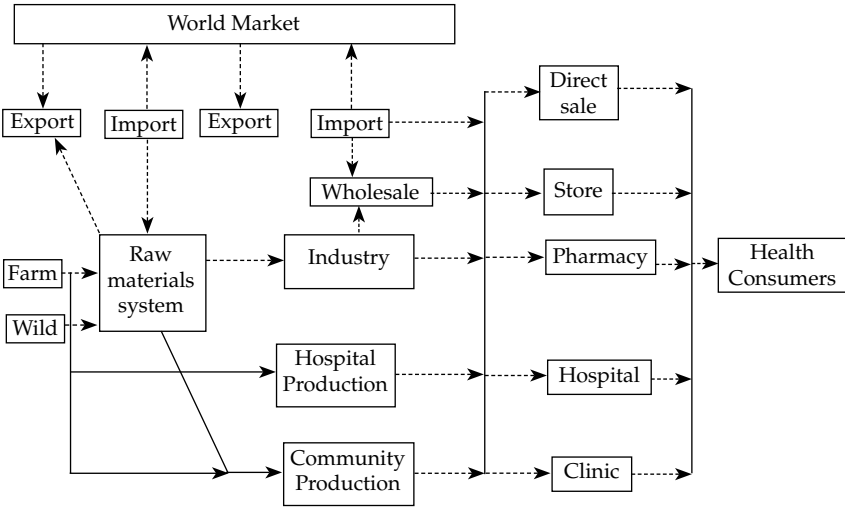 World Market
Export
Import
Export
Import
Direct
sale
Wholesale
Store
Raw
materials
system
Industry
Pharmacy
Health
Consumers
Farm
Wild
Hospital
Production
Hospital
Community
Production
Clinic